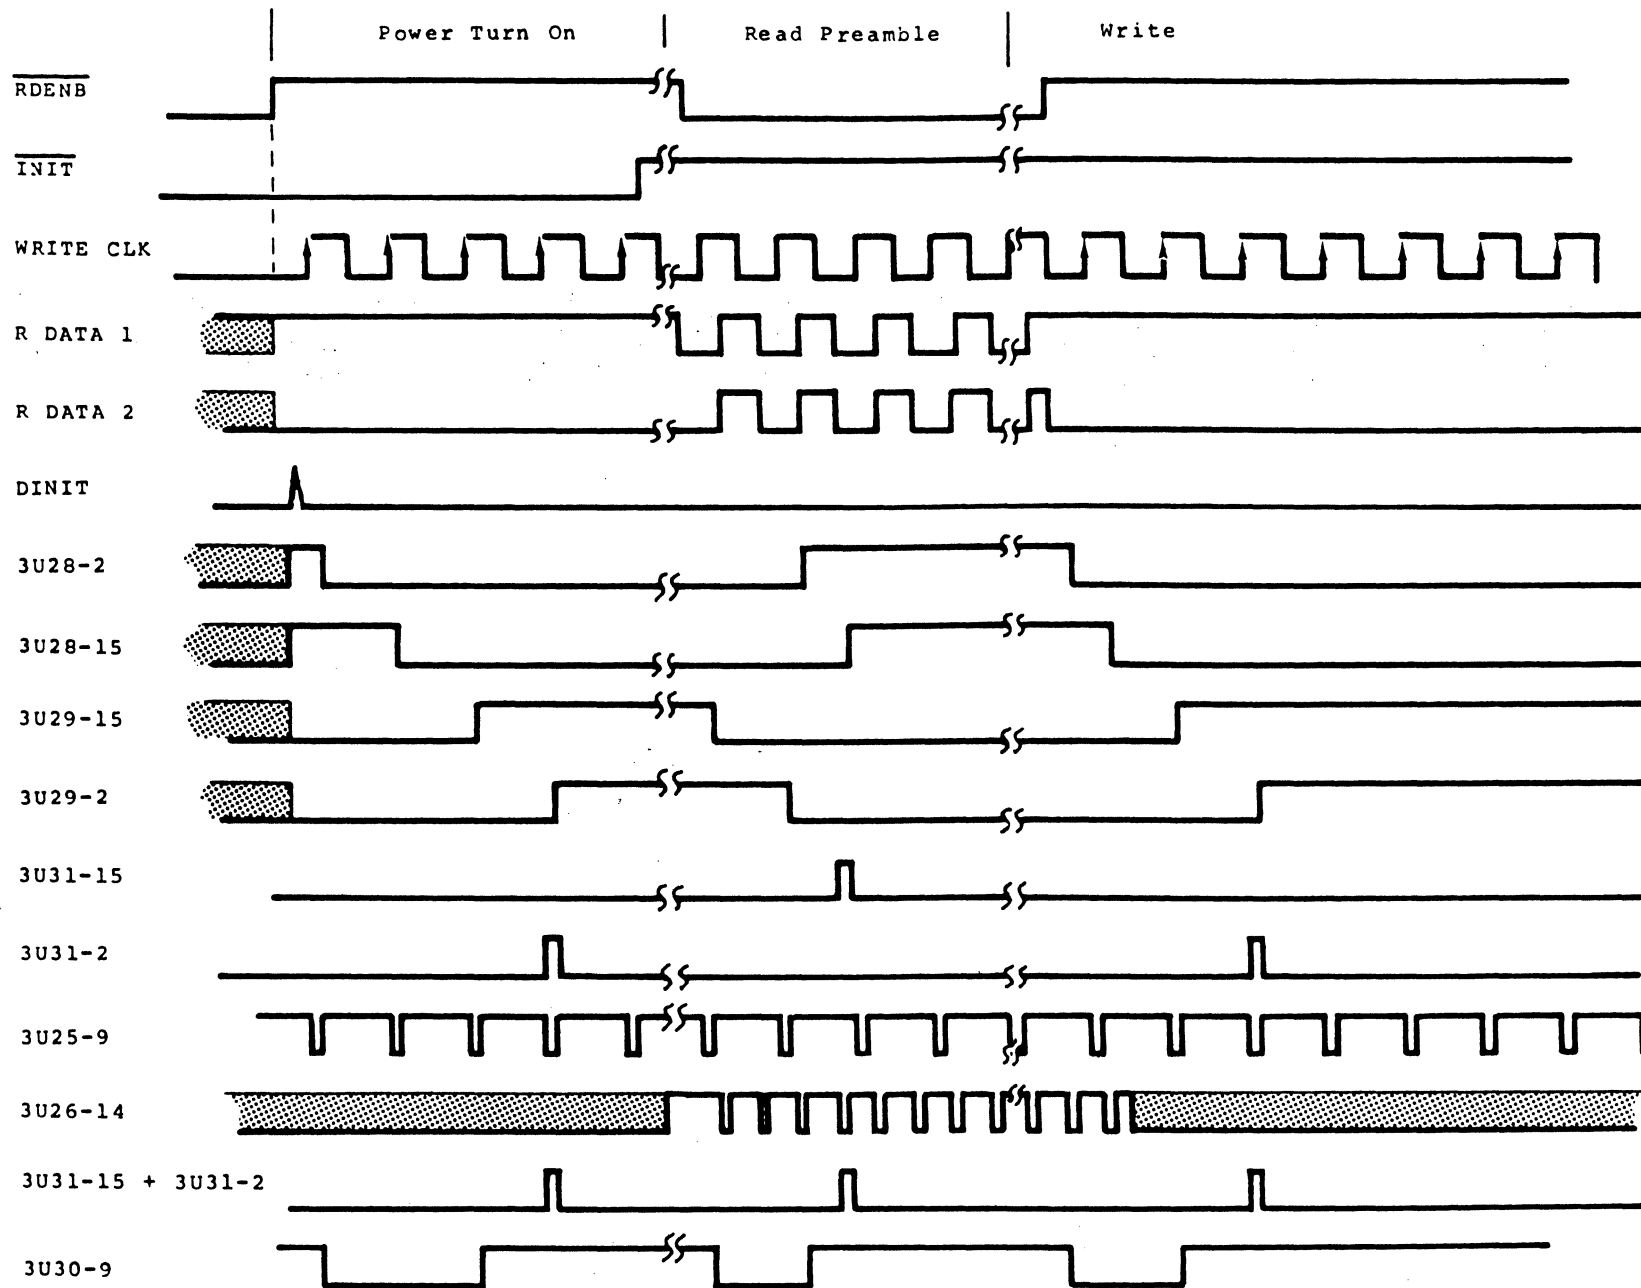 Power Turn On Read Preamble Write
RDENB
INIT
WRITE CLK
R DATA 1
R DATA 2
DINIT
3U28-2
3U28-15
3U29-15
3U29-2
3U31-15
3U31-2
3U25-9
3U26-14
3U31-15 + 3U31-2
3U30-9